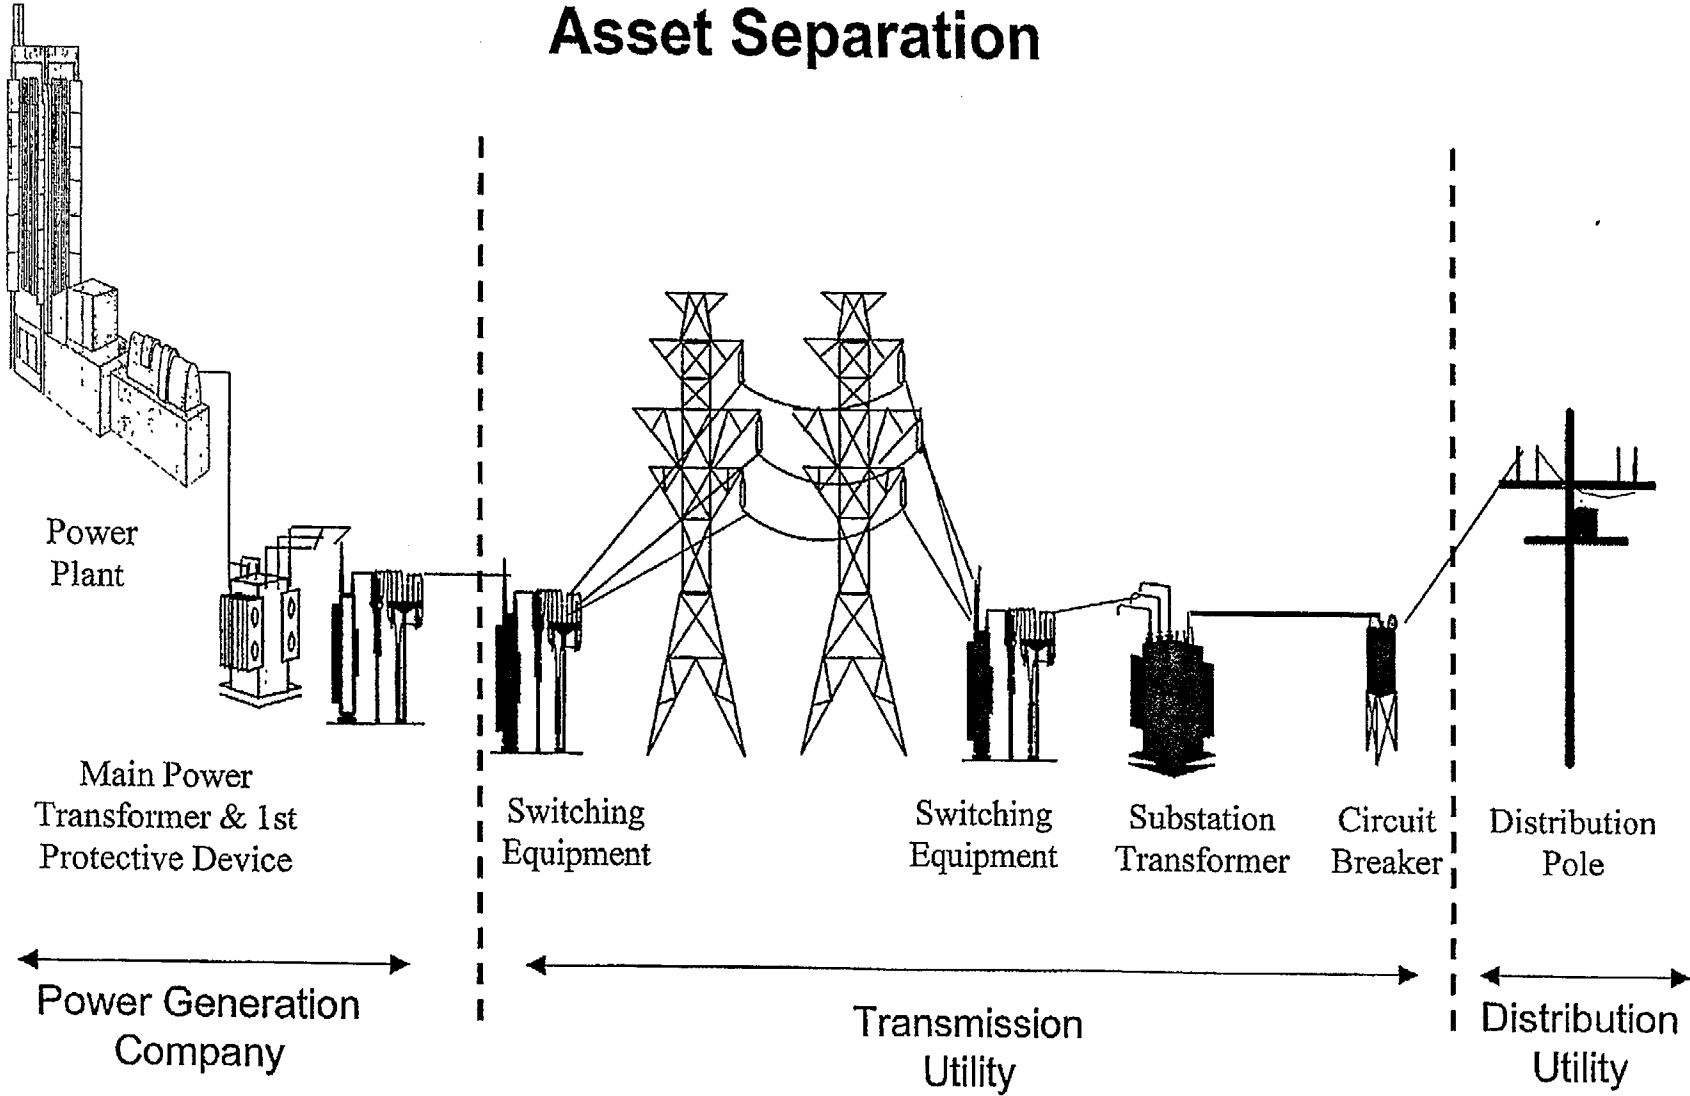 Asset Separation
Power
Plant
Main Power
Transformer & 1st
Protective Device
Switching
Equipment
Switching
Equipment
Substation
Transformer
Circuit
Breaker
Distribution
Pole
Power Generation
Company
Transmission
Utility
Distribution
Utility